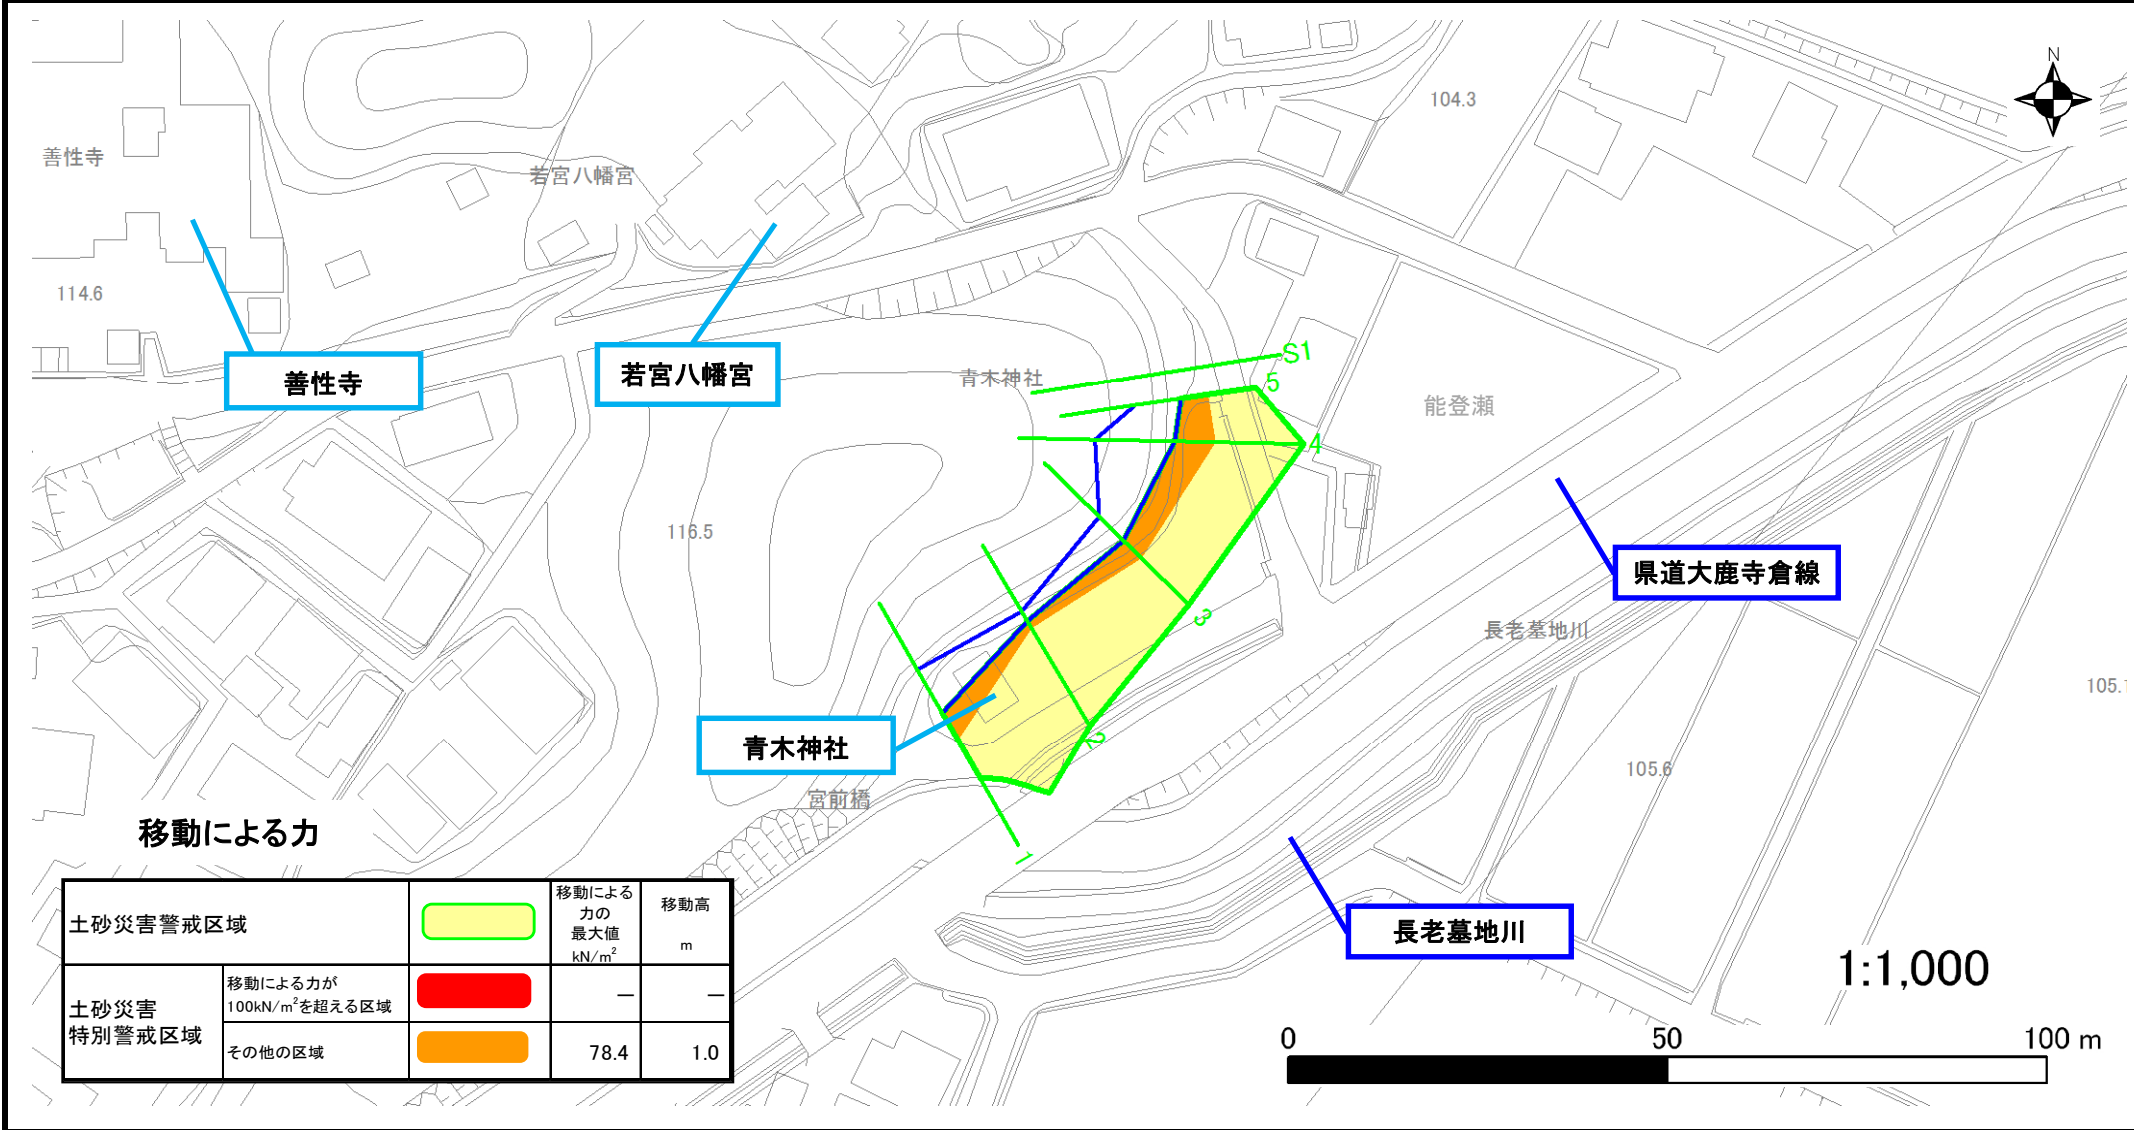 N
104.3
善性寺
若宮八幡宮
114.6
善性寺
若宮八幡宮
青木神社
S1
5
能登瀬
4
116.5
県道大鹿寺倉線
3
長老墓地川
105.1
青木神社
2
105.6
宮前橋
1
移動による力
長老墓地川
土砂災害警戒区域
移動による
力の
最大値
kN/m²
移動高
m
土砂災害
特別警戒区域
移動による力が
100kN/m²を超える区域
－
－
その他の区域
78.4
1.0
1:1,000
0
50
100 m